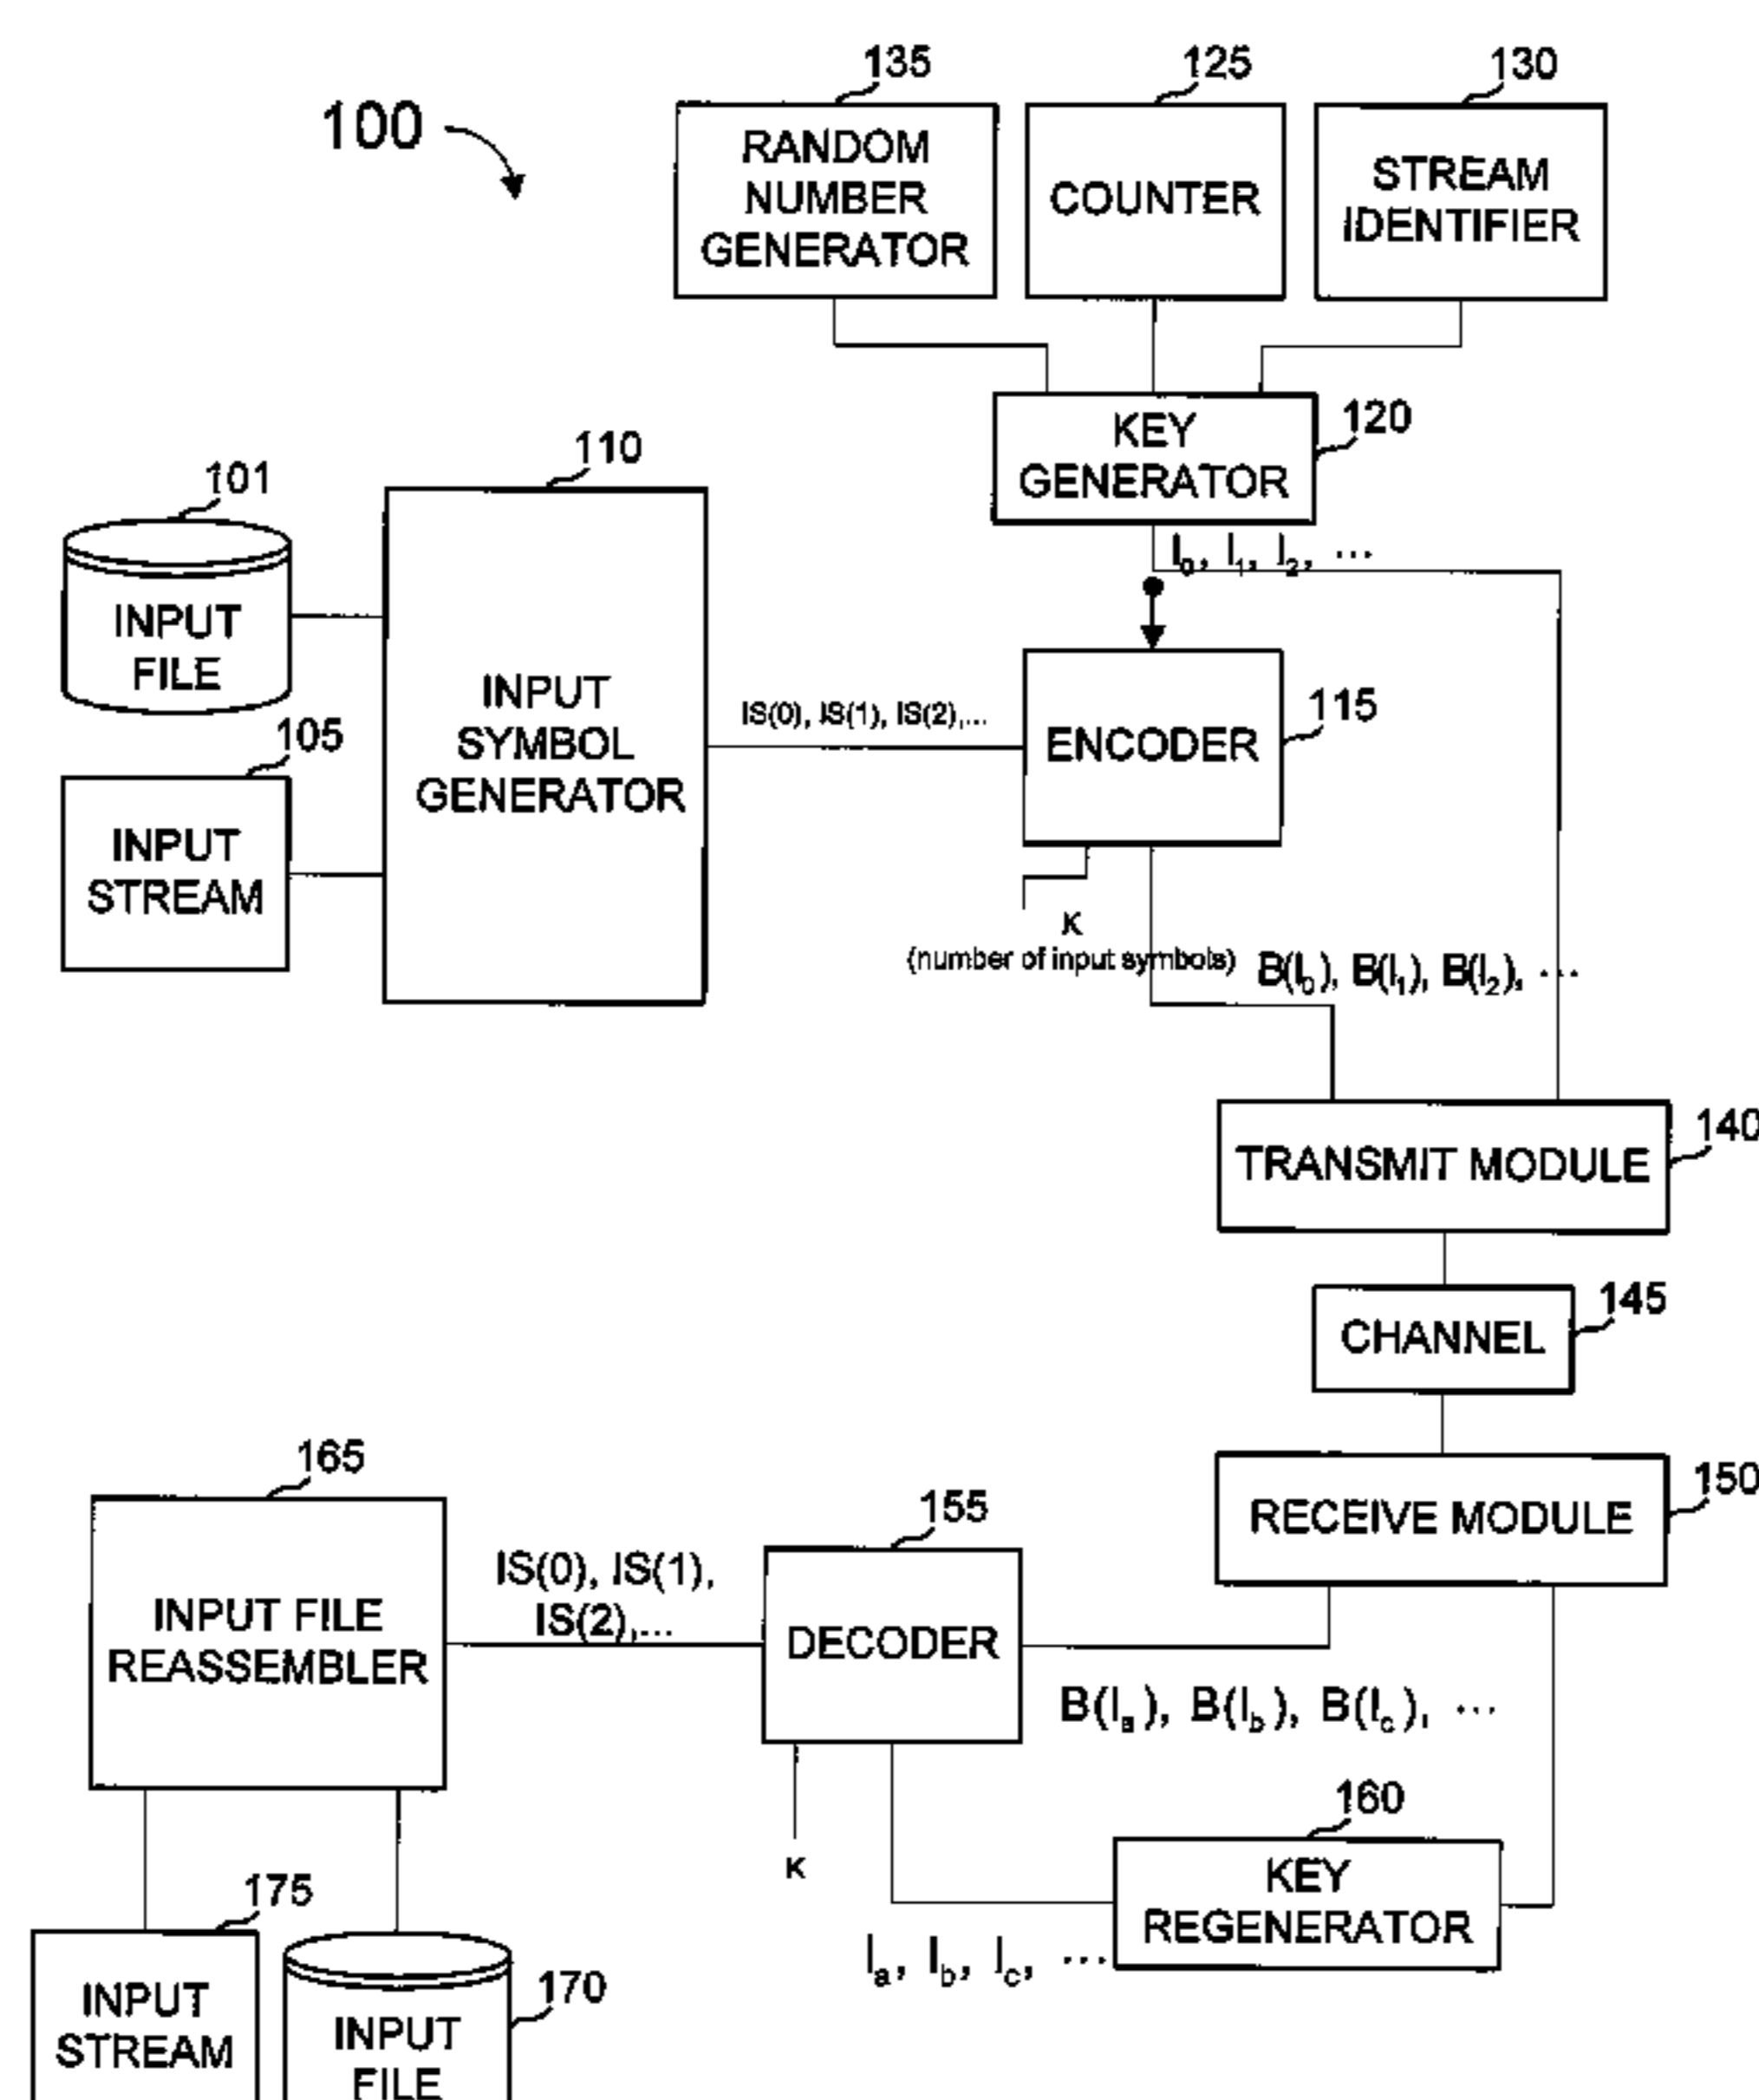 100
135
125
130
RANDOM
NUMBER
GENERATOR
COUNTER
STREAM
IDENTIFIER
KEY
GENERATOR
120
I0, I1, I2, ...
101
INPUT
FILE
110
INPUT
SYMBOL
GENERATOR
105
INPUT
STREAM
IS(0), IS(1), IS(2),...
ENCODER
115
K
(number of input symbols)
B(I0), B(I1), B(I2), ...
TRANSMIT MODULE
140
CHANNEL
145
RECEIVE MODULE
150
165
INPUT FILE
REASSEMBLER
IS(0), IS(1),
IS(2),...
155
DECODER
B(Ia), B(Ib), B(Ic), ...
K
160
KEY
REGENERATOR
Ia, Ib, Ic, ...
175
INPUT
STREAM
170
INPUT
FILE